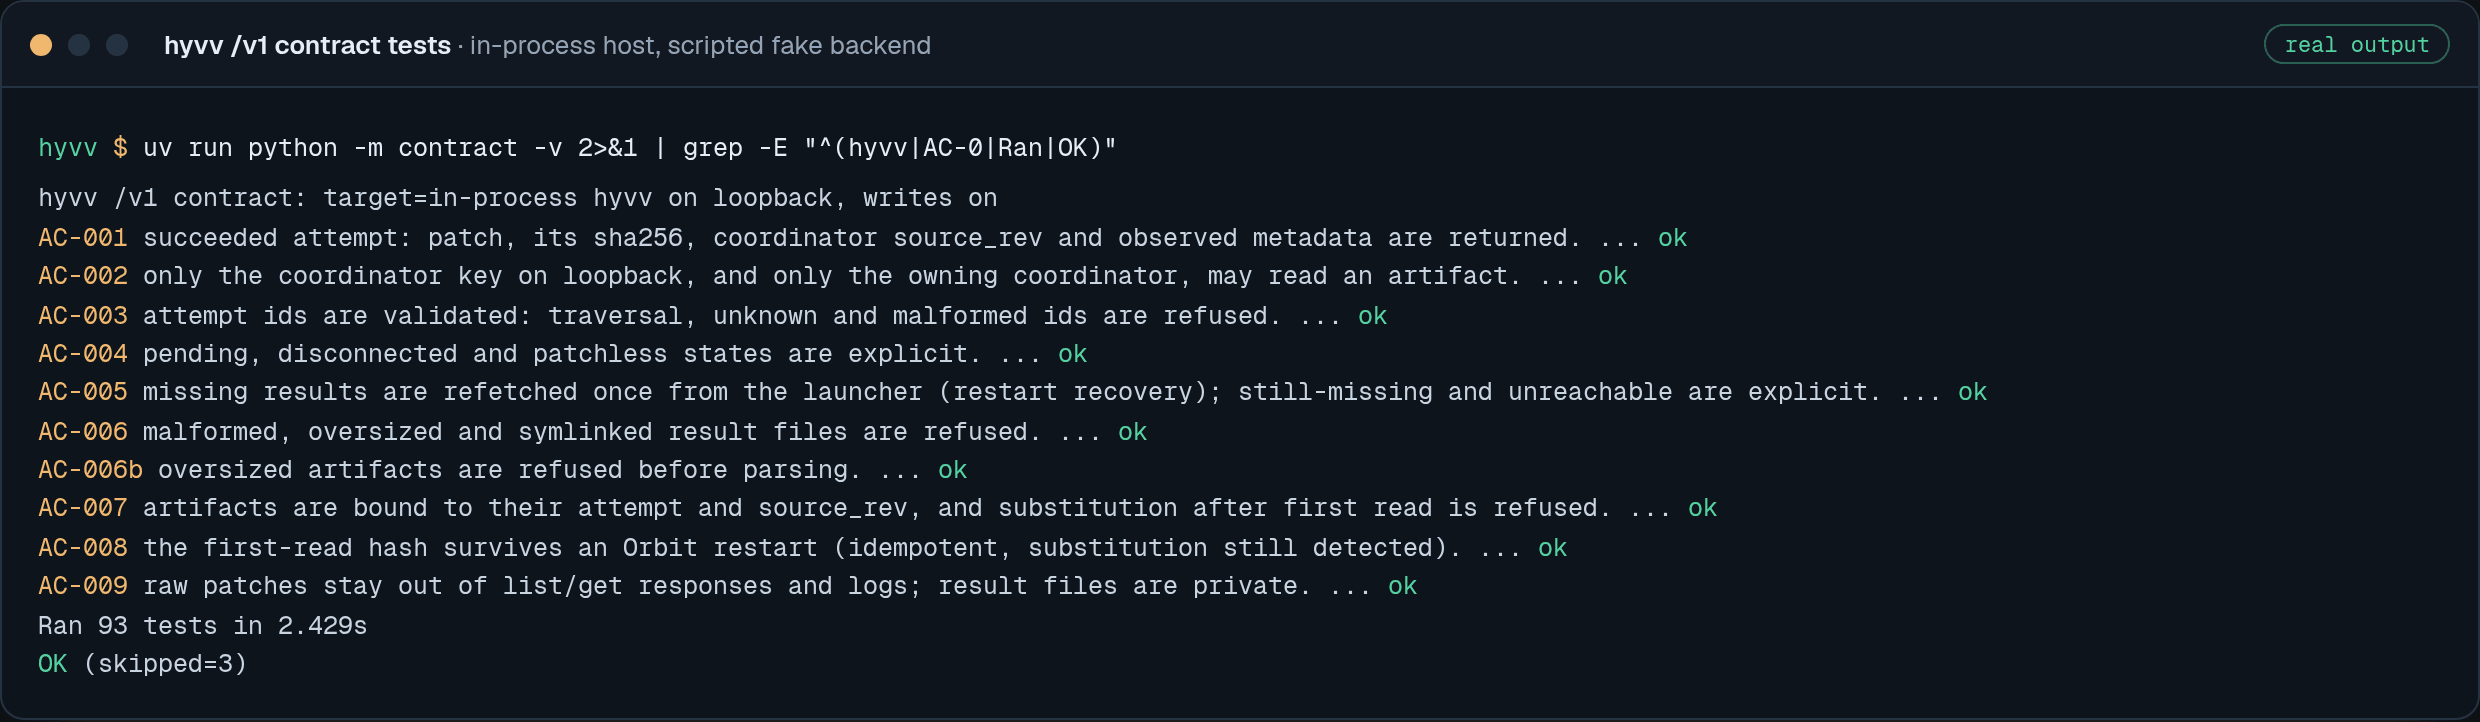 hyvv /v1 contract tests · in-process host, scripted fake backend
real output
hyvv $ uv run python -m contract -v 2>&1 | grep -E "^(hyvv|AC-0|Ran|OK)"
hyvv /v1 contract: target=in-process hyvv on loopback, writes on
AC-001 succeeded attempt: patch, its sha256, coordinator source_rev and observed metadata are returned. ... ok
AC-002 only the coordinator key on loopback, and only the owning coordinator, may read an artifact. ... ok
AC-003 attempt ids are validated: traversal, unknown and malformed ids are refused. ... ok
AC-004 pending, disconnected and patchless states are explicit. ... ok
AC-005 missing results are refetched once from the launcher (restart recovery); still-missing and unreachable are explicit. ... ok
AC-006 malformed, oversized and symlinked result files are refused. ... ok
AC-006b oversized artifacts are refused before parsing. ... ok
AC-007 artifacts are bound to their attempt and source_rev, and substitution after first read is refused. ... ok
AC-008 the first-read hash survives an Orbit restart (idempotent, substitution still detected). ... ok
AC-009 raw patches stay out of list/get responses and logs; result files are private. ... ok
Ran 93 tests in 2.429s
OK (skipped=3)